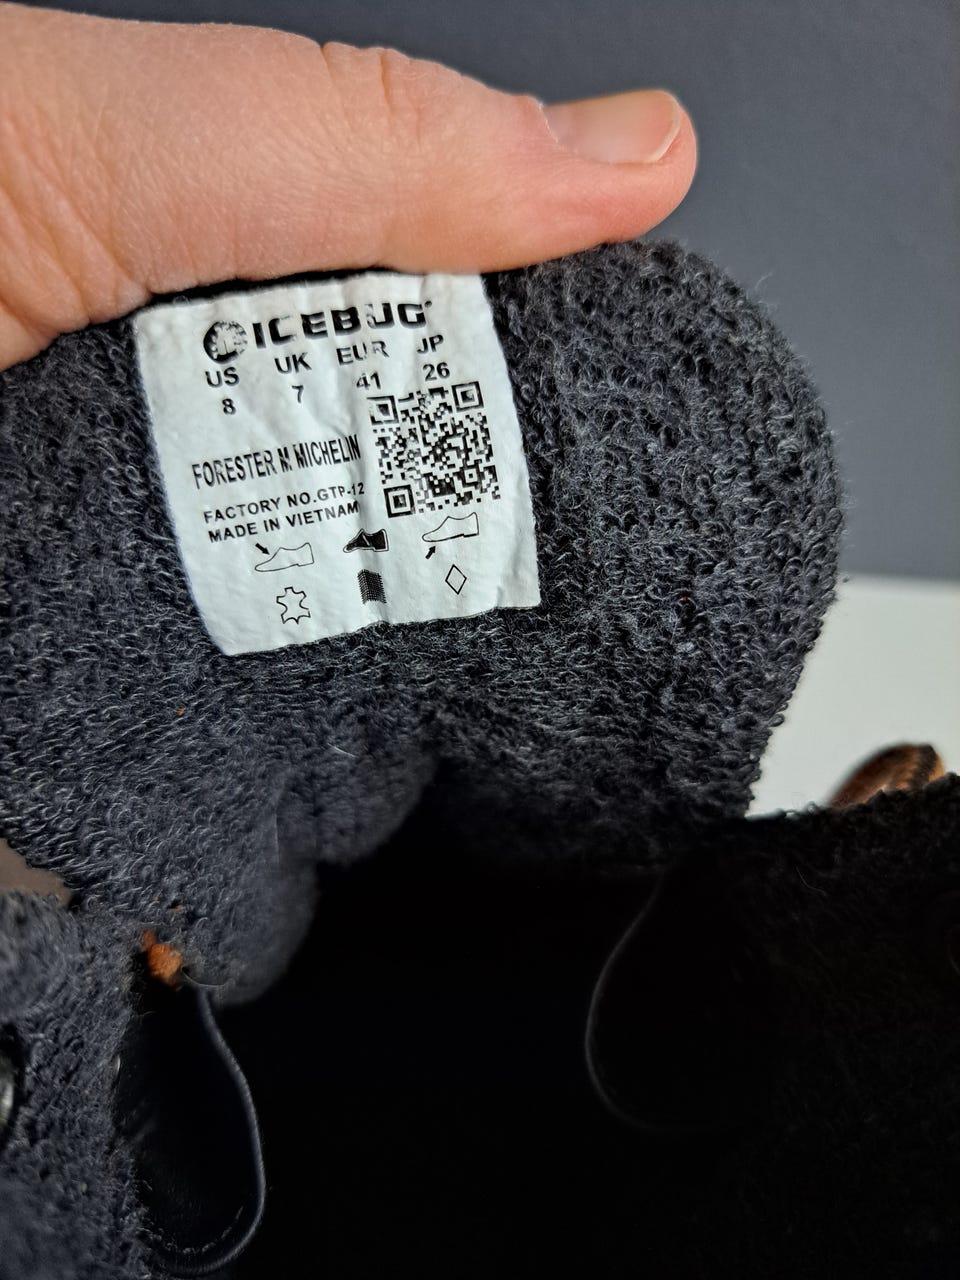 ICEBUG
US UK EUR JP
8 7 41 26
FORESTER M MICHELIN
FACTORY NO.GTP-12
MADE IN VIETNAM